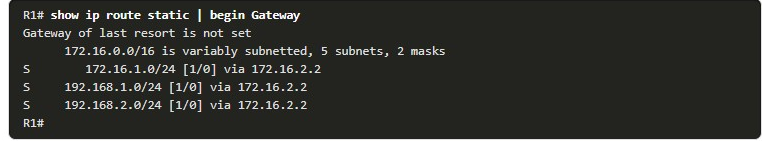 R1# show ip route static | begin Gateway
Gateway of last resort is not set
      172.16.0.0/16 is variably subnetted, 5 subnets, 2 masks
S        172.16.1.0/24 [1/0] via 172.16.2.2
S     192.168.1.0/24 [1/0] via 172.16.2.2
S     192.168.2.0/24 [1/0] via 172.16.2.2
R1#